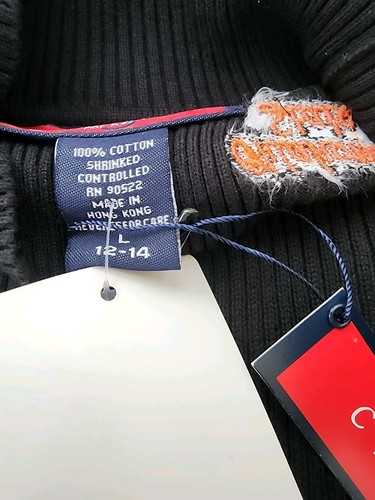 100% COTTON
SHRINKED
CONTROLLED
RN 90522
MADE IN
HONG KONG
REVERSE FOR CARE
L
12-14
C